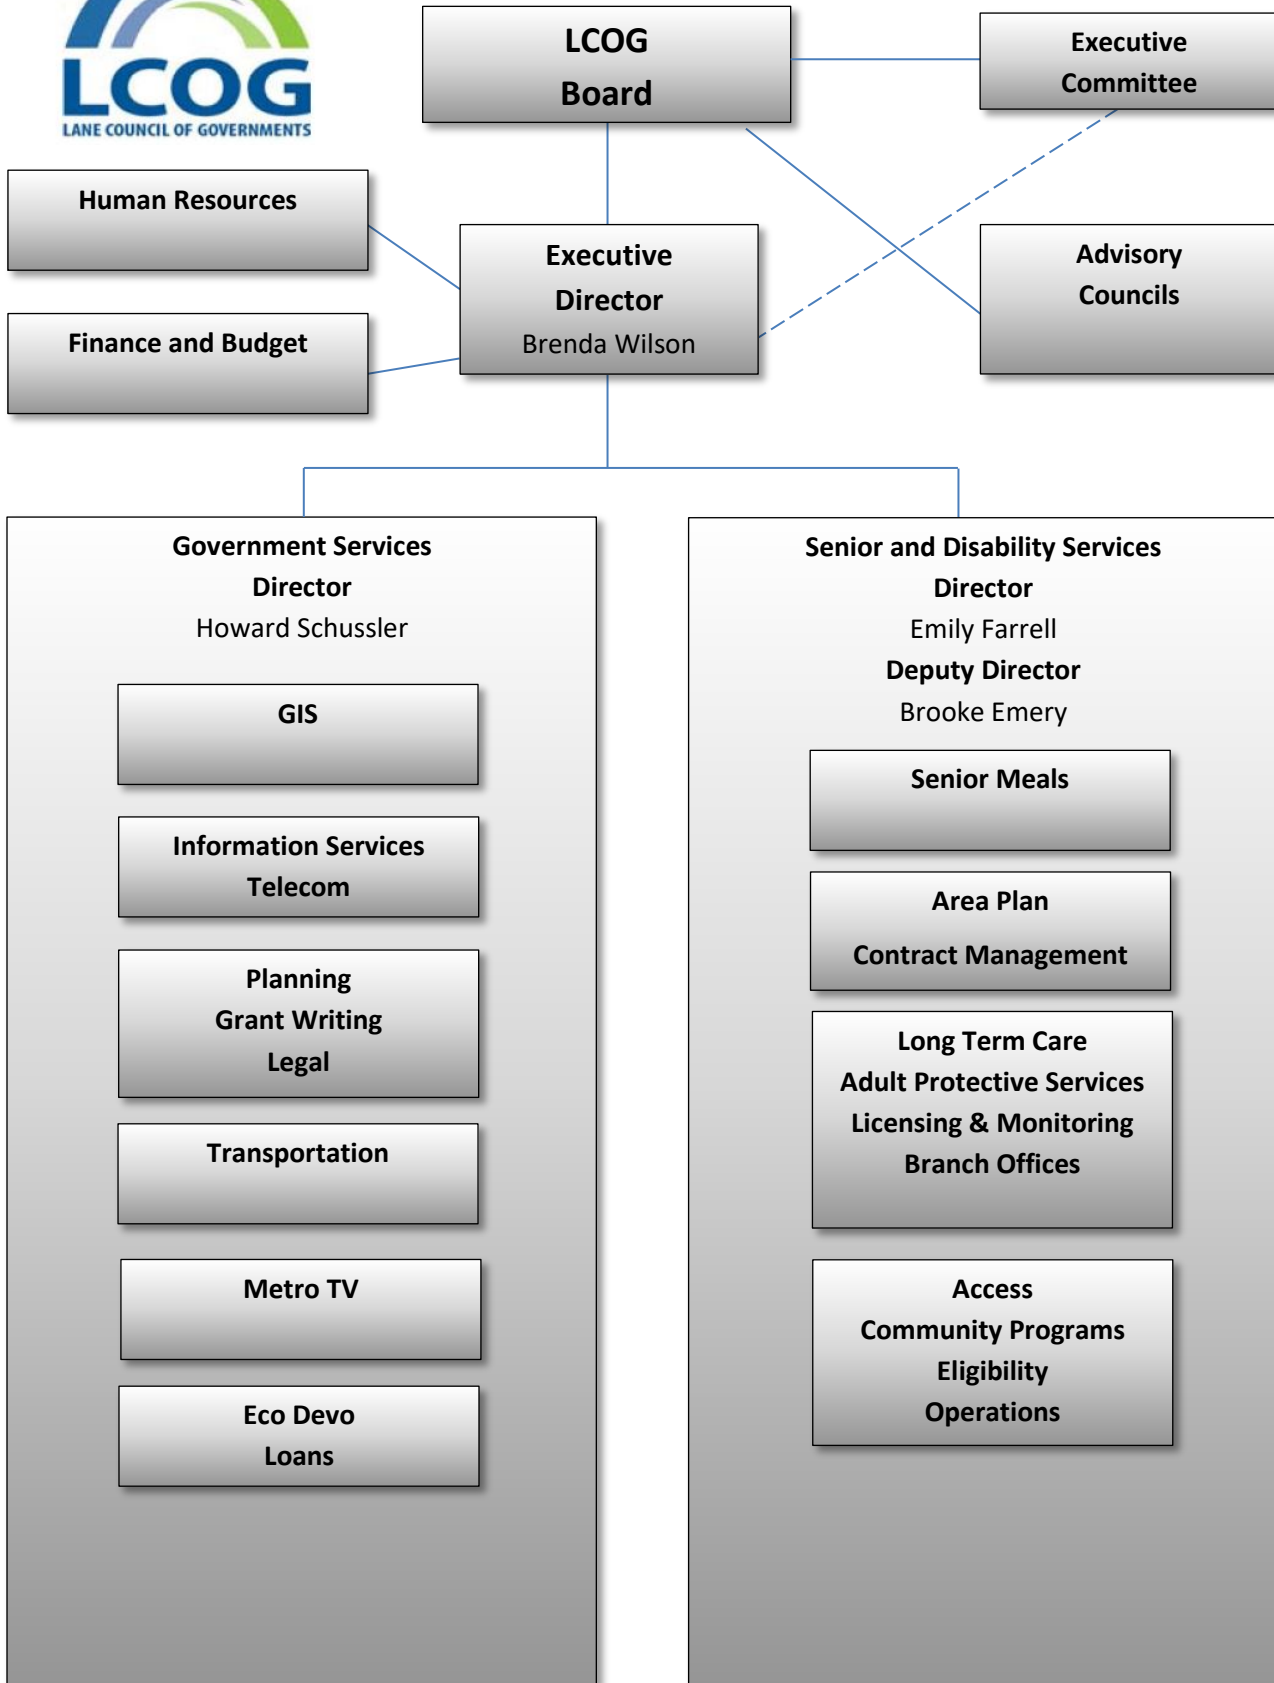 LCOG
LANE COUNCIL OF GOVERNMENTS
LCOG
Board
Executive
Committee
Human Resources
Executive
Director
Brenda Wilson
Advisory
Councils
Finance and Budget
Government Services
Director
Howard Schussler
GIS
Information Services
Telecom
Planning
Grant Writing
Legal
Transportation
Metro TV
Eco Devo
Loans
Senior and Disability Services
Director
Emily Farrell
Deputy Director
Brooke Emery
Senior Meals
Area Plan
Contract Management
Long Term Care
Adult Protective Services
Licensing & Monitoring
Branch Offices
Access
Community Programs
Eligibility
Operations